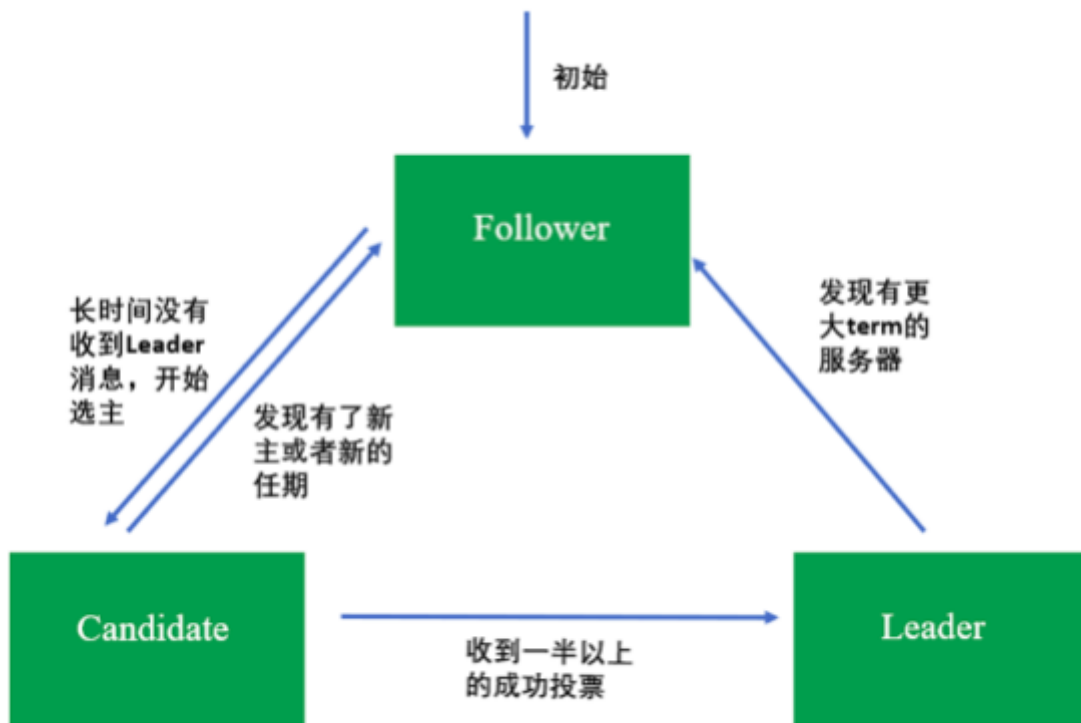 初始
Follower
长时间没有
收到Leader
消息，开始
选主
发现有了新
主或者新的
任期
发现有更
大term的
服务器
Candidate
收到一半以上
的成功投票
Leader